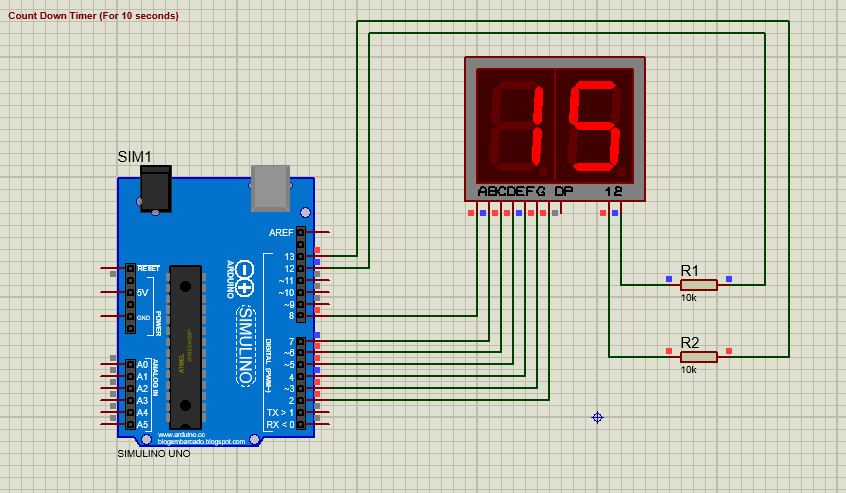 Count Down Timer (For 10 seconds)
15
ABCDEFG DP 12
SIM1
AREF
13
12
~11
~10
~9
8
RESET
5V
GND
POWER
ARDUINO
SIMULINO
ATMEL
DIGITAL (PWM~)
7
~6
~5
4
~3
2
TX > 1
RX < 0
ANALOG IN
A0
A1
A2
A3
A4
A5
www.arduino.cc
blogembarcado.blogspot.com
SIMULINO UNO
R1
10k
R2
10k